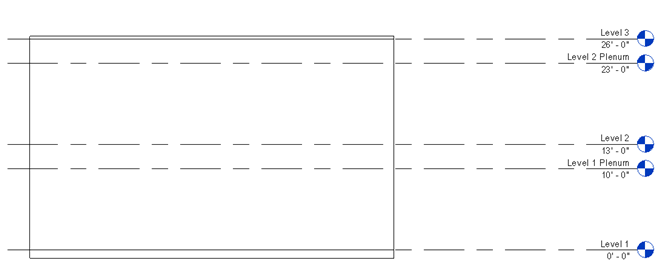 Level 3
26' - 0"
Level 2 Plenum
23' - 0"
Level 2
13' - 0"
Level 1 Plenum
10' - 0"
Level 1
0' - 0"